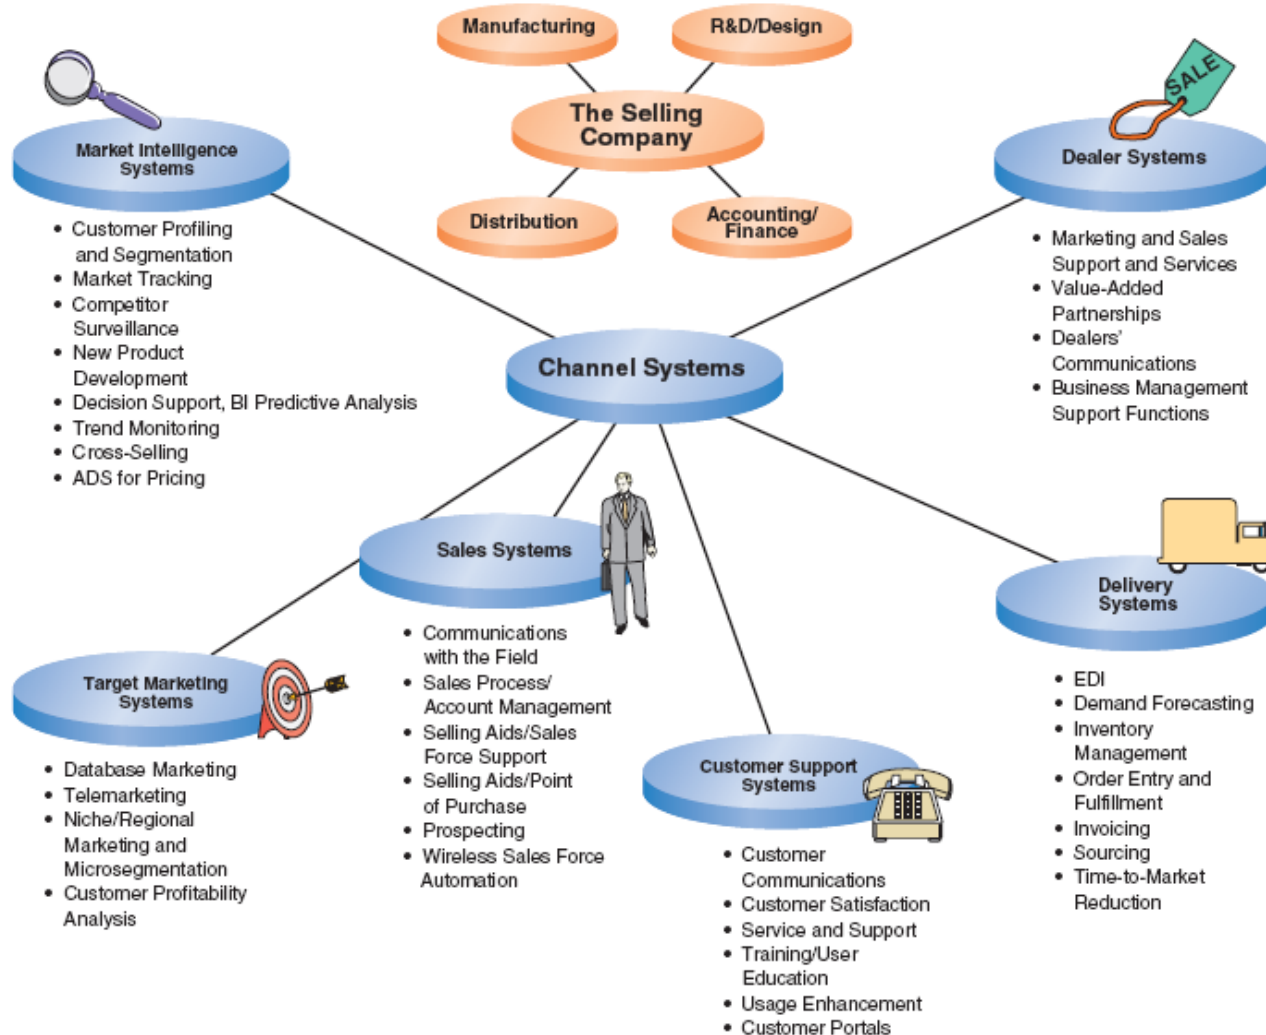 Manufacturing
R&D/Design
The Selling
Company
Distribution
Accounting/
Finance
SALE
Market Intelligence
Systems
• Customer Profiling
and Segmentation
• Market Tracking
• Competitor
Surveillance
• New Product
Development
• Decision Support, BI Predictive Analysis
• Trend Monitoring
• Cross-Selling
• ADS for Pricing
Dealer Systems
• Marketing and Sales
Support and Services
• Value-Added
Partnerships
• Dealers'
Communications
• Business Management
Support Functions
Channel Systems
Sales Systems
• Communications
with the Field
• Sales Process/
Account Management
• Selling Aids/Sales
Force Support
• Selling Aids/Point
of Purchase
• Prospecting
• Wireless Sales Force
Automation
Delivery
Systems
• EDI
• Demand Forecasting
• Inventory
Management
• Order Entry and
Fulfillment
• Invoicing
• Sourcing
• Time-to-Market
Reduction
Target Marketing
Systems
• Database Marketing
• Telemarketing
• Niche/Regional
Marketing and
Microsegmentation
• Customer Profitability
Analysis
Customer Support
Systems
• Customer
Communications
• Customer Satisfaction
• Service and Support
• Training/User
Education
• Usage Enhancement
• Customer Portals